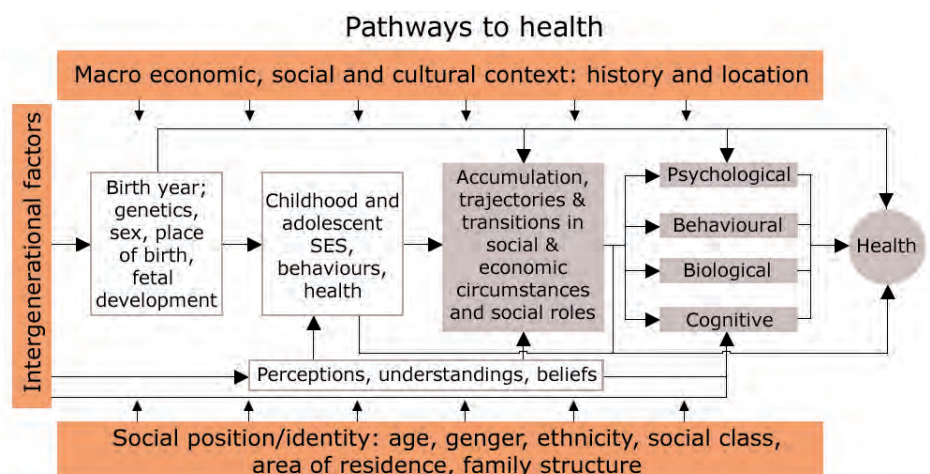 Pathways to health
Macro economic, social and cultural context: history and location
Intergenerational factors
Birth year;
genetics,
sex, place
of birth,
fetal
development
Childhood and
adolescent
SES,
behaviours,
health
Accumulation,
trajectories &
transitions in
social &
economic
circumstances
and social roles
Psychological
Behavioural
Biological
Cognitive
Health
Perceptions, understandings, beliefs
Social position/identity: age, genger, ethnicity, social class,
area of residence, family structure